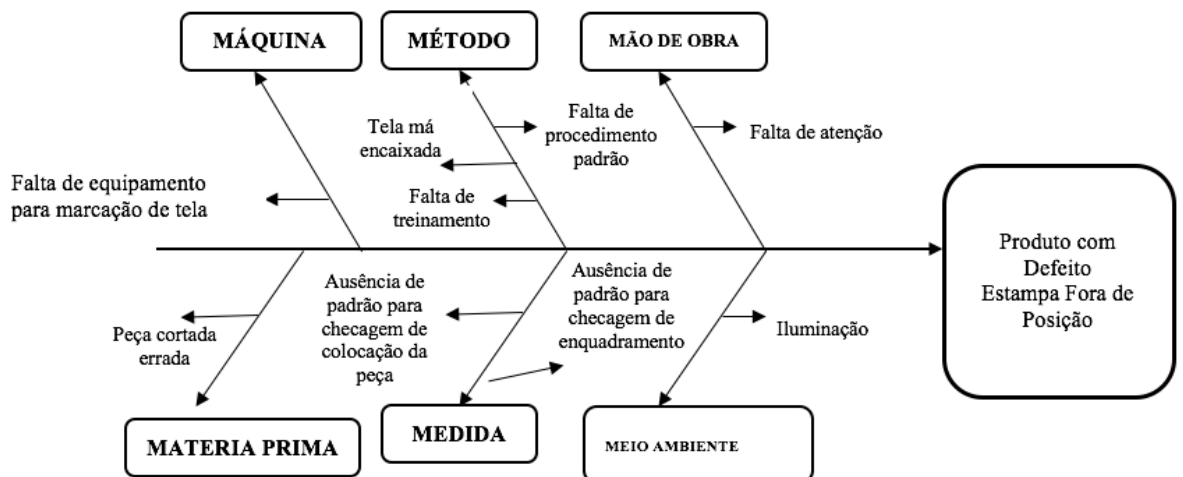 MÁQUINA
MÉTODO
MÃO DE OBRA
Falta de equipamento
para marcação de tela
Tela má
encaixada
Falta de
treinamento
Falta de
procedimento
padrão
Falta de atenção
Produto com
Defeito
Estampa Fora de
Posição
Peça cortada
errada
Ausência de
padrão para
checagem de
colocação da
peça
Ausência de
padrão para
checagem de
enquadramento
Iluminação
MATERIA PRIMA
MEDIDA
MEIO AMBIENTE